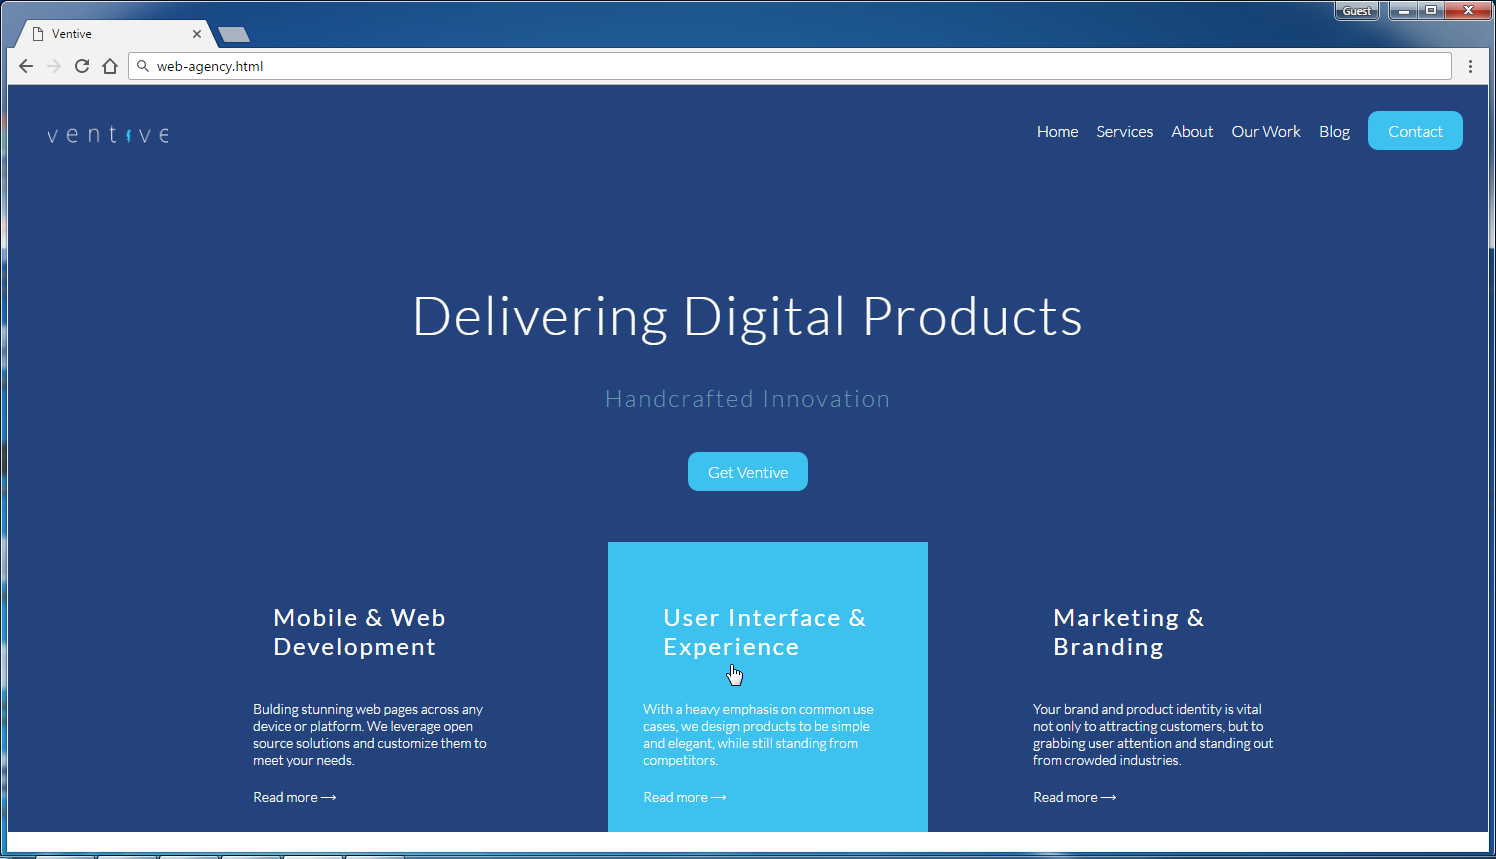 Guest
Ventive
web-agency.html
ventive
Home Services About Our Work Blog Contact
Delivering Digital Products
Handcrafted Innovation
Get Ventive
Mobile & Web
Development
Bulding stunning web pages across any
device or platform. We leverage open
source solutions and customize them to
meet your needs.
Read more →
User Interface &
Experience
With a heavy emphasis on common use
cases, we design products to be simple
and elegant, while still standing from
competitors.
Read more →
Marketing &
Branding
Your brand and product identity is vital
not only to attracting customers, but to
grabbing user attention and standing out
from crowded industries.
Read more →